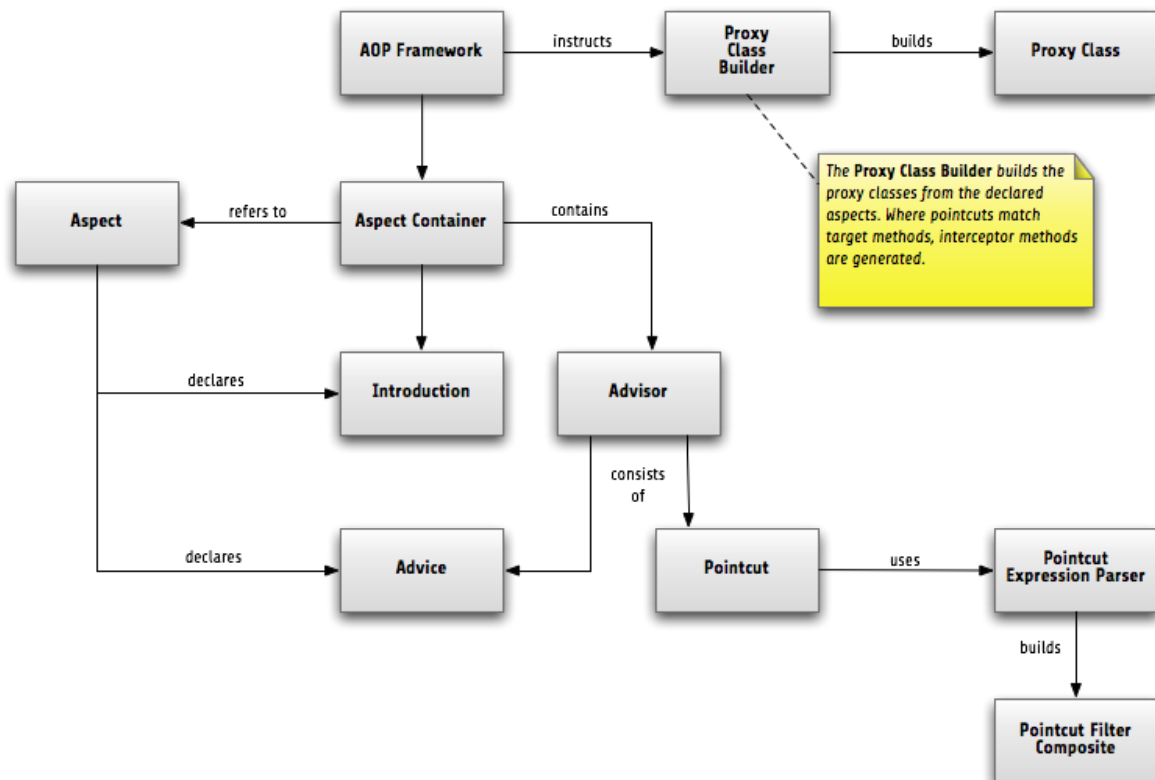 AOP Framework
instructs
Proxy
Class
Builder
builds
Proxy Class
The Proxy Class Builder builds the
proxy classes from the declared
aspects. Where pointcuts match
target methods, interceptor methods
are generated.
Aspect
refers to
Aspect Container
contains
declares
Introduction
Advisor
consists
of
declares
Advice
Pointcut
uses
Pointcut
Expression Parser
builds
Pointcut Filter
Composite